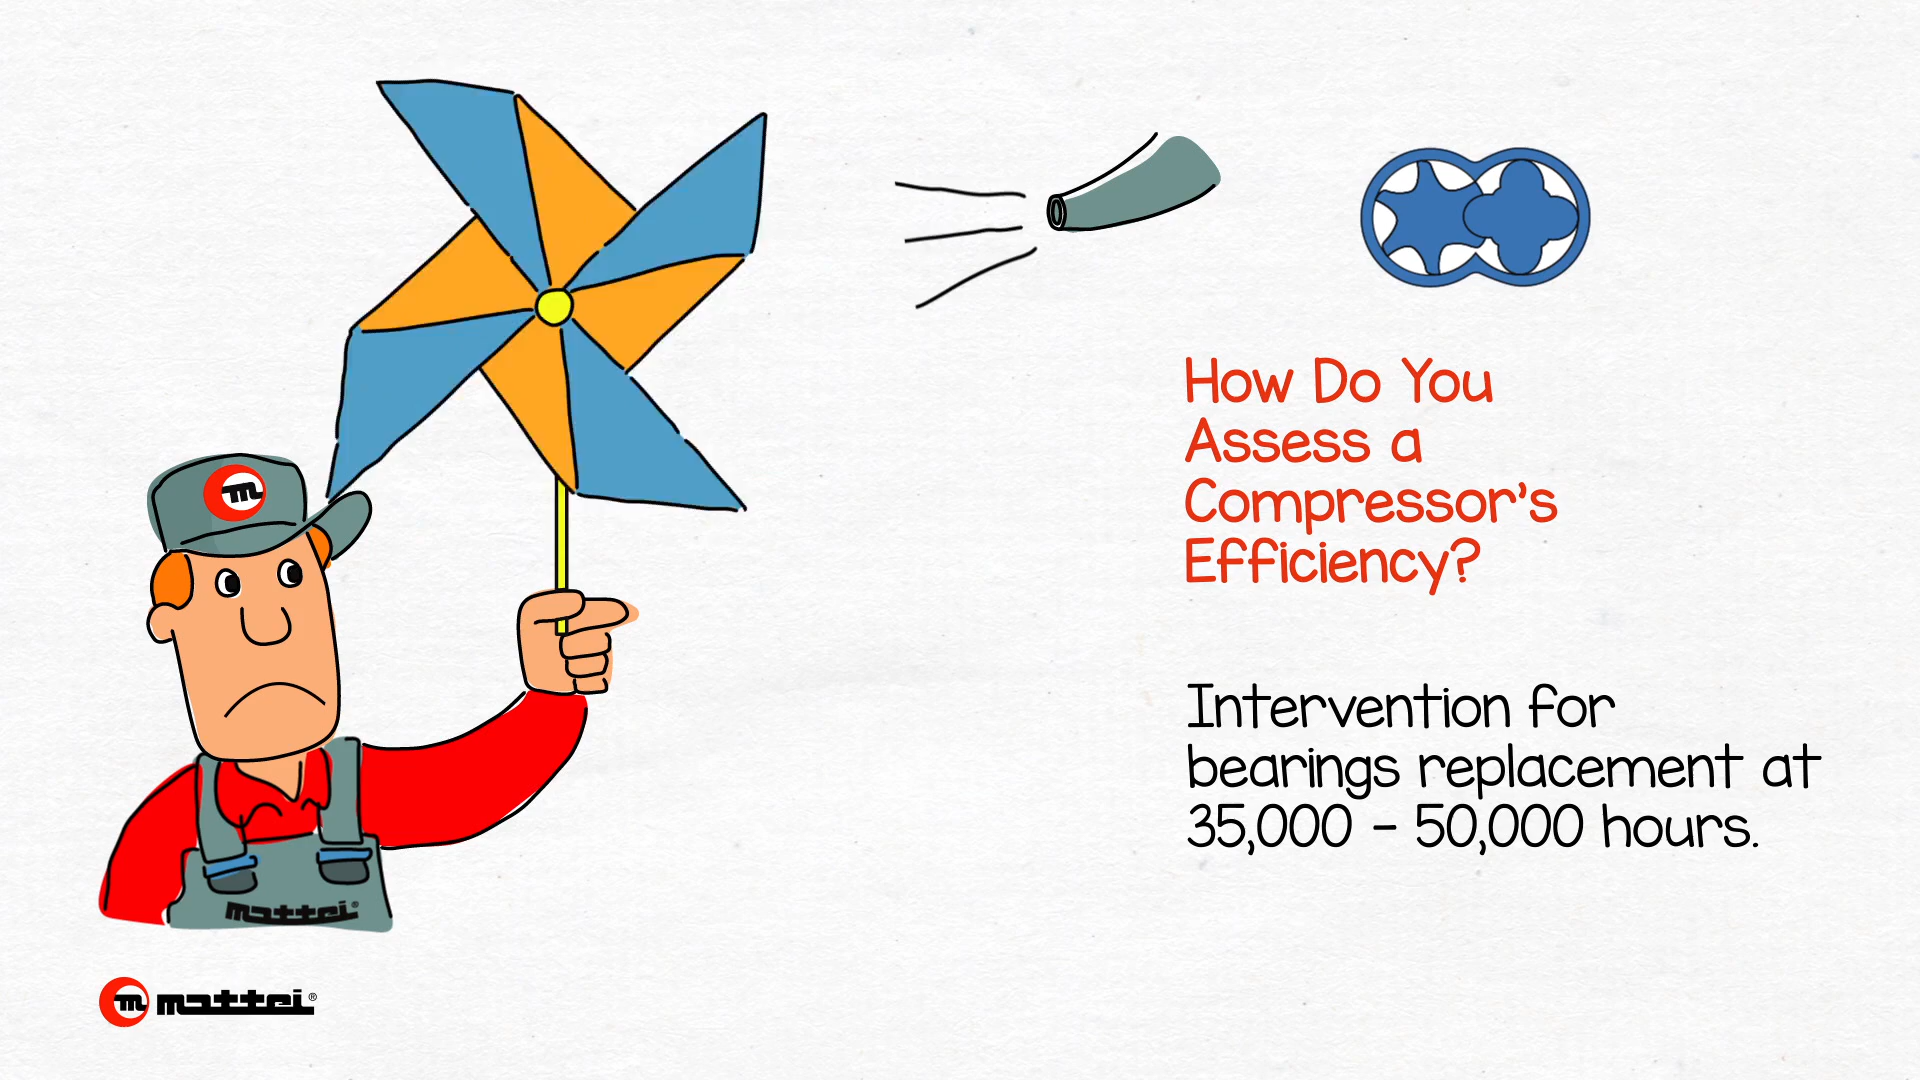 How Do You
Assess a
Compressor's
Efficiency?
Intervention for
bearings replacement at
35,000 – 50,000 hours.
m
mattei®
m mattei®